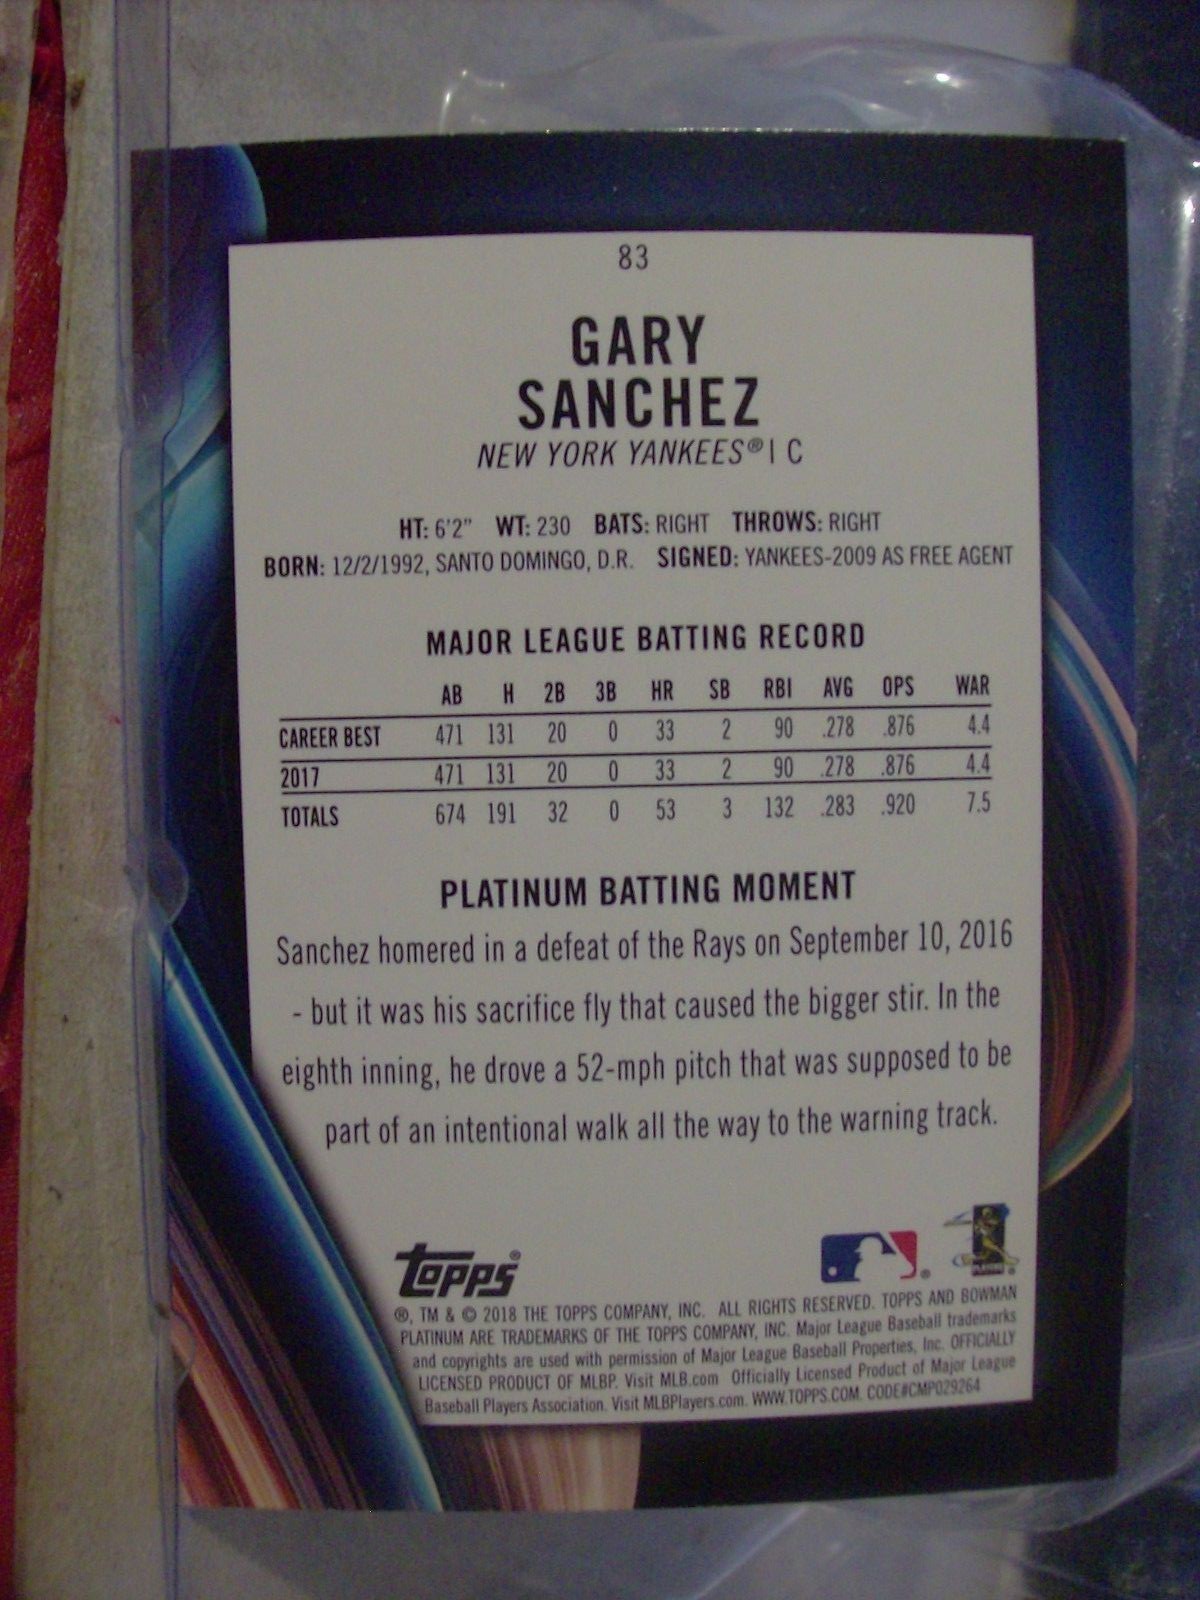 83
GARY
SANCHEZ
NEW YORK YANKEES® | C
HT: 6'2" WT: 230 BATS: RIGHT THROWS: RIGHT
BORN: 12/2/1992, SANTO DOMINGO, D.R. SIGNED: YANKEES-2009 AS FREE AGENT
MAJOR LEAGUE BATTING RECORD
AB H 2B 3B HR SB RBI AVG OPS WAR
CAREER BEST 471 131 20 0 33 2 90 .278 .876 4.4
2017 471 131 20 0 33 2 90 .278 .876 4.4
TOTALS 674 191 32 0 53 3 132 .283 .920 7.5
PLATINUM BATTING MOMENT
Sanchez homered in a defeat of the Rays on September 10, 2016
- but it was his sacrifice fly that caused the bigger stir. In the
eighth inning, he drove a 52-mph pitch that was supposed to be
part of an intentional walk all the way to the warning track.
Topps®
®, TM & © 2018 THE TOPPS COMPANY, INC. ALL RIGHTS RESERVED. TOPPS AND BOWMAN
PLATINUM ARE TRADEMARKS OF THE TOPPS COMPANY, INC. Major League Baseball trademarks
and copyrights are used with permission of Major League Baseball Properties, Inc. OFFICIALLY
LICENSED PRODUCT OF MLBP. Visit MLB.com Officially Licensed Product of Major League
Baseball Players Association. Visit MLBPlayers.com. WWW.TOPPS.COM. CODE#CMP029264